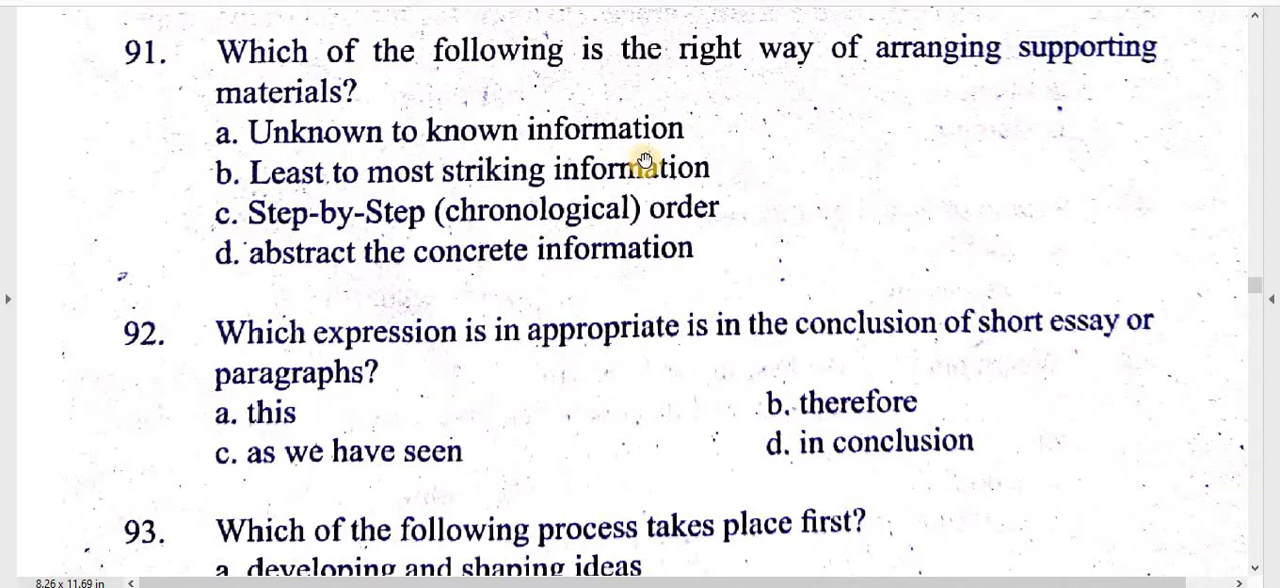 91. Which of the following is the right way of arranging supporting
materials?
a. Unknown to known information
b. Least to most striking information
c. Step-by-Step (chronological) order
d. abstract the concrete information
92. Which expression is in appropriate is in the conclusion of short essay or
paragraphs?
a. this b. therefore
c. as we have seen d. in conclusion
93. Which of the following process takes place first?
a developing and shaping ideas
8.26 x 11.69 in